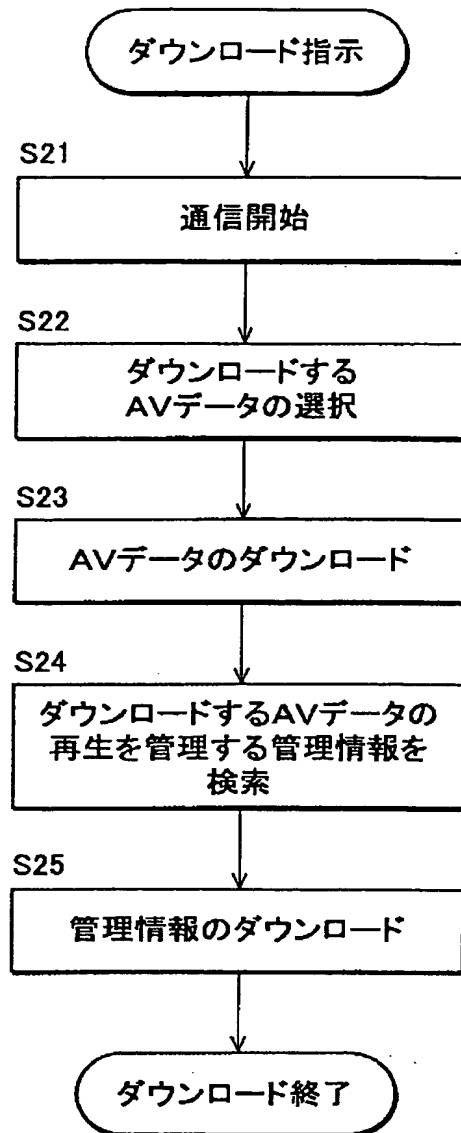 ダウンロード指示
S21
通信開始
S22
ダウンロードする
AVデータの選択
S23
AVデータのダウンロード
S24
ダウンロードするAVデータの
再生を管理する管理情報を
検索
S25
管理情報のダウンロード
ダウンロード終了